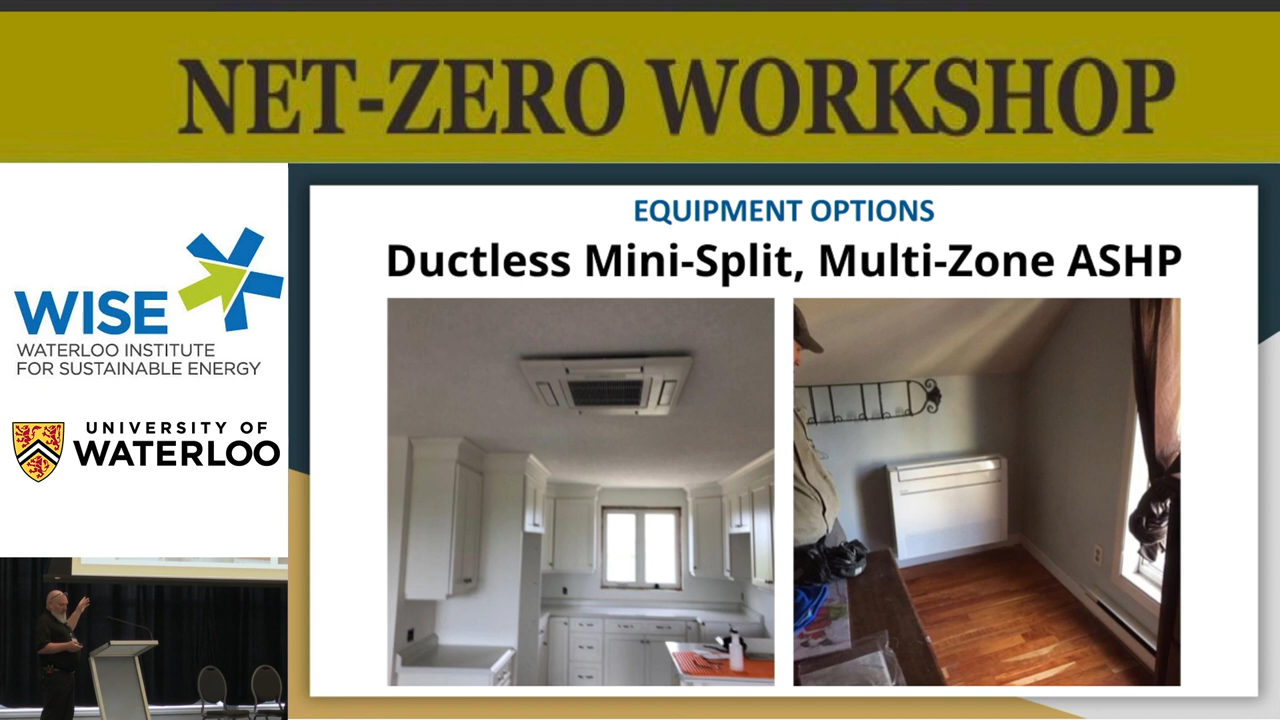 NET-ZERO WORKSHOP
WISE
WATERLOO INSTITUTE
FOR SUSTAINABLE ENERGY
UNIVERSITY OF
WATERLOO
EQUIPMENT OPTIONS
Ductless Mini-Split, Multi-Zone ASHP